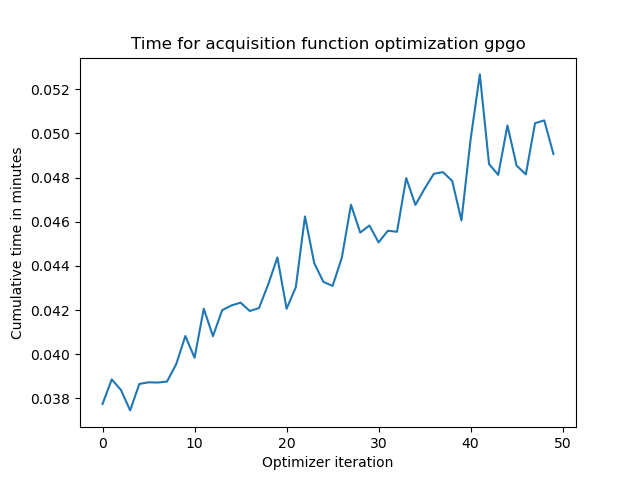 Time for acquisition function optimization gpgo
0.052
0.050
0.048
0.046
0.044
0.042
0.040
0.038
Cumulative time in minutes
0 10 20 30 40 50
Optimizer iteration